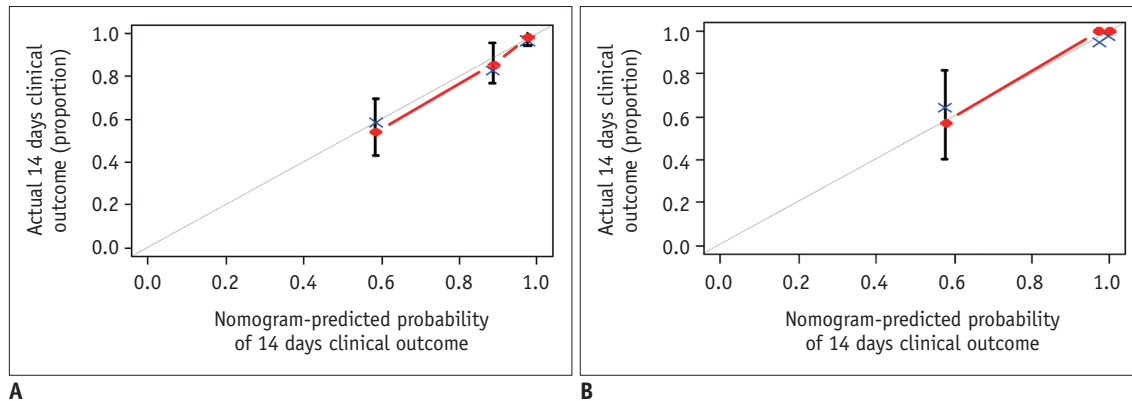 Actual 14 days clinical
outcome (proportion)
1.0
0.8
0.6
0.4
0.2
0.0
0.0 0.2 0.4 0.6 0.8 1.0
Nomogram-predicted probability
of 14 days clinical outcome
A
Actual 14 days clinical
outcome (proportion)
1.0
0.8
0.6
0.4
0.2
0.0
0.0 0.2 0.4 0.6 0.8 1.0
Nomogram-predicted probability
of 14 days clinical outcome
B